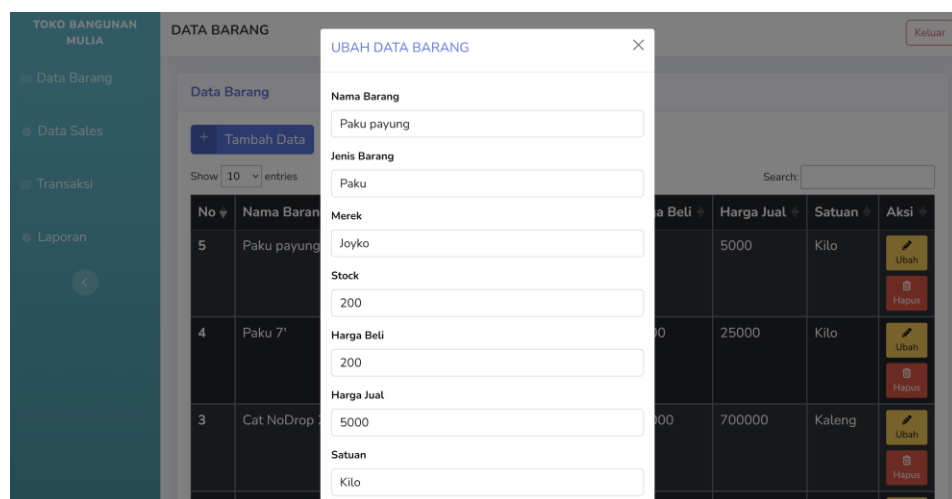 TOKO BANGUNAN
MULIA
Data Barang
Data Sales
Transaksi
Laporan
DATA BARANG
Keluar
Data Barang
+ Tambah Data
Show 10 entries
Search:
No Nama Baran a Beli Harga Jual Satuan Aksi
5 Paku payung 5000 Kilo
Ubah
Hapus
4 Paku 7' 00 25000 Kilo
Ubah
Hapus
3 Cat NoDrop 000 700000 Kaleng
Ubah
Hapus
UBAH DATA BARANG
Nama Barang
Paku payung
Jenis Barang
Paku
Merek
Joyko
Stock
200
Harga Beli
200
Harga Jual
5000
Satuan
Kilo